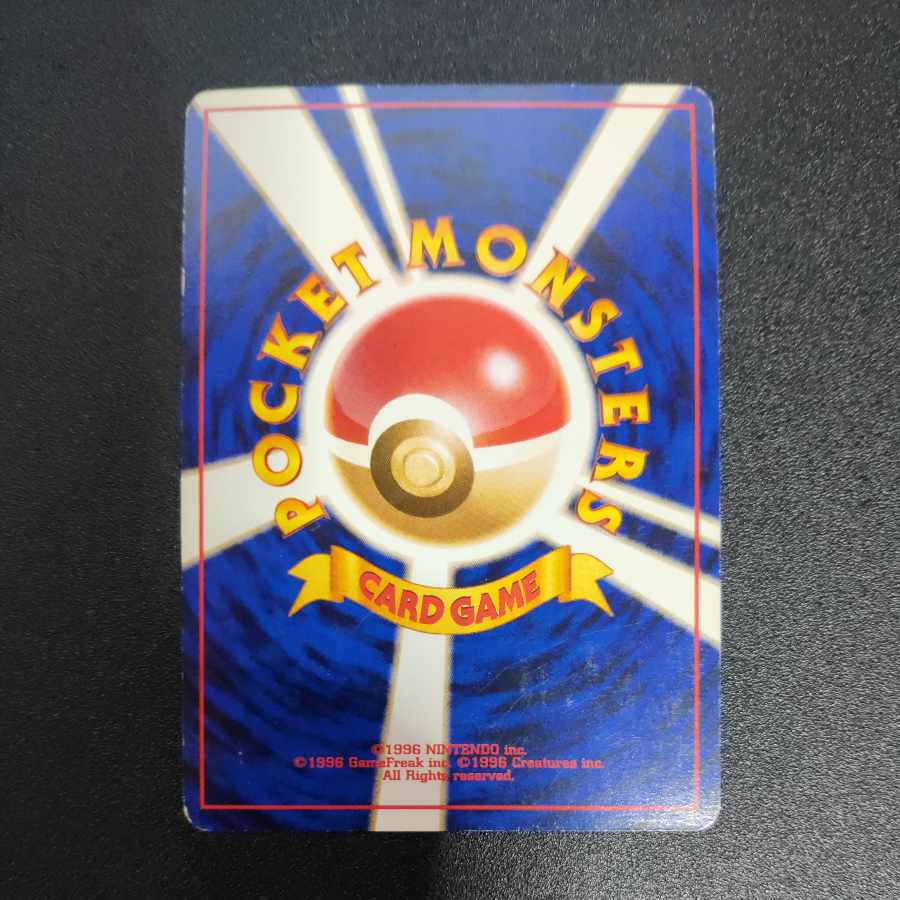 POCKET MONSTERS
CARD GAME
©1996 NINTENDO inc.
©1996 GameFreak inc. ©1996 Creatures inc.
All Rights reserved.